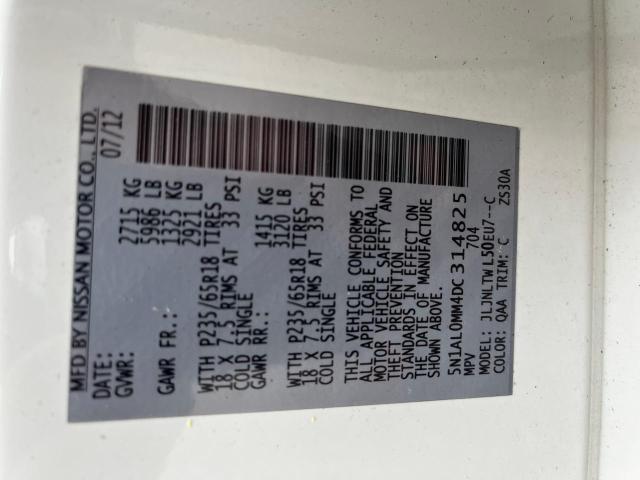 MFD BY NISSAN MOTOR CO., LTD.
DATE: 07/12
GVWR: 2715 KG
5986 LB
GAWR FR.: 1325 KG
2921 LB
WITH P235/65R18 TIRES
18 X 7.5 RIMS AT 33 PSI
COLD SINGLE
GAWR RR.: 1415 KG
3120 LB
WITH P235/65R18 TIRES
18 X 7.5 RIMS AT 33 PSI
COLD SINGLE
THIS VEHICLE CONFORMS TO
ALL APPLICABLE FEDERAL
MOTOR VEHICLE SAFETY AND
THEFT PREVENTION
STANDARDS IN EFFECT ON
THE DATE OF MANUFACTURE
SHOWN ABOVE.
5N1AL0MM4DC314825
MPV 704
MODEL: JLJNLTWL50EU7--C
COLOR: QAA TRIM: C ZS30A